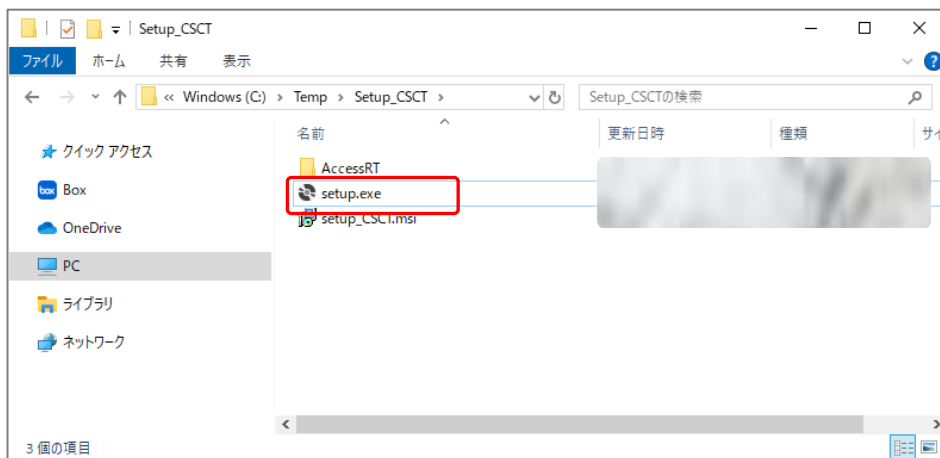 Setup_CSCT
ファイル ホーム 共有 表示
« Windows (C:) › Temp › Setup_CSCT › Setup_CSCTの検索
名前 更新日時 種類 サイ
クイック アクセス
AccessRT
Box
setup.exe
setup_CSCT.msi
OneDrive
PC
ライブラリ
ネットワーク
3 個の項目